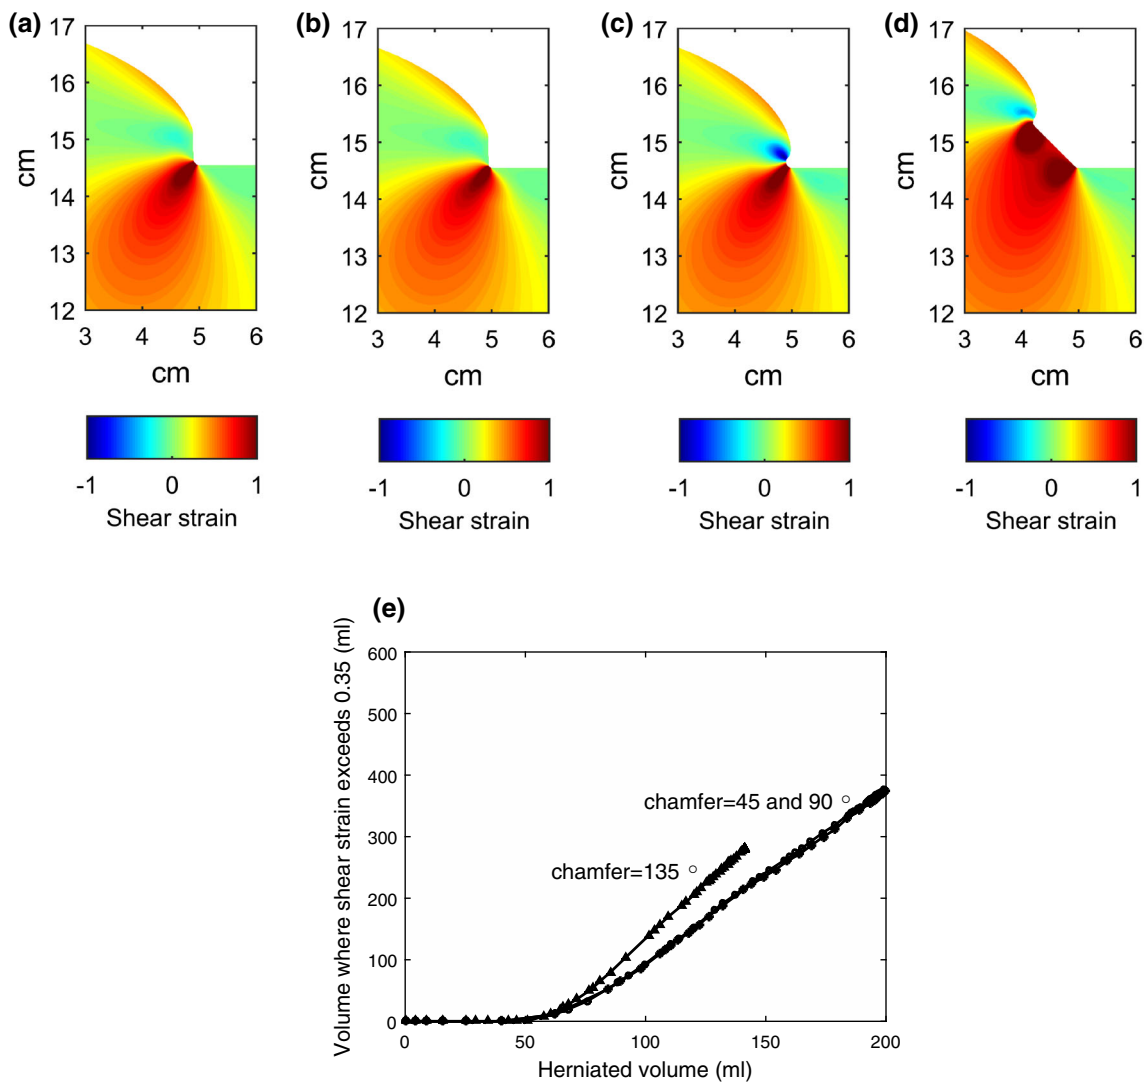 (a)
17
16
15
14
13
12
3 4 5 6
cm
cm
-1 0 1
Shear strain
(b)
17
16
15
14
13
12
3 4 5 6
cm
cm
-1 0 1
Shear strain
(c)
17
16
15
14
13
12
3 4 5 6
cm
cm
-1 0 1
Shear strain
(d)
17
16
15
14
13
12
3 4 5 6
cm
cm
-1 0 1
Shear strain
(e)
Volume where shear strain exceeds 0.35 (ml)
600
500
400
300
200
100
0
chamfer=45 and 90 °
chamfer=135 °
0 50 100 150 200
Herniated volume (ml)